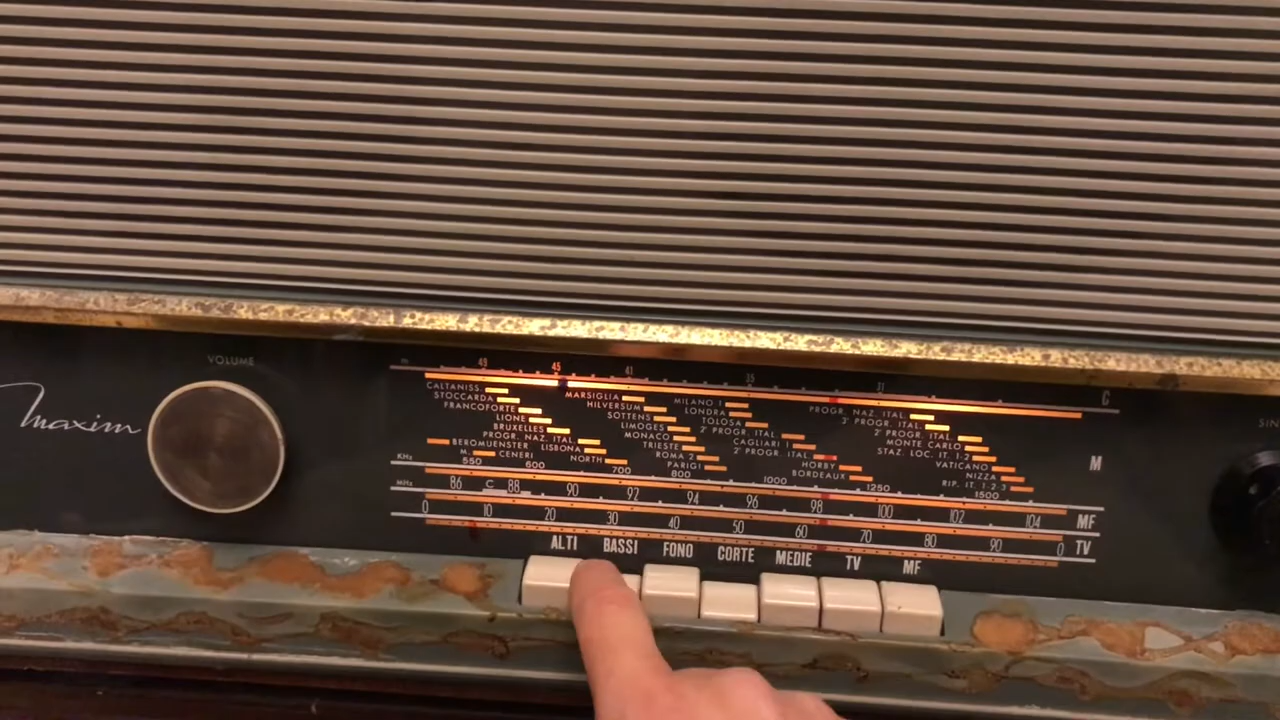 VOLUME
maxim
m 49 45 41 35 31 C
CALTANISS.
STOCCARDA
FRANCOFORTE
LIONE
BRUXELLES
PROGR. NAZ. ITAL.
BEROMUENSTER
M. CENERI
MARSIGLIA
HILVERSUM
SOTTENS
LIMOGES
MONACO
LISBONA
TRIESTE
ROMA 2
NORTH
PARIGI
MILANO 1
LONDRA
TOLOSA
2° PROGR. ITAL.
CAGLIARI 1
2° PROGR. ITAL.
HORBY
BORDEAUX
PROGR. NAZ. ITAL.
3° PROGR. ITAL.
2° PROGR. ITAL.
MONTE CARLO
STAZ. LOC. IT. 1-2
VATICANO
NIZZA
RIP. IT. 1-2-3
M
KHz 550 600 700 800 1000 1250 1500
MHz 86 C 88 90 92 94 96 98 100 102 104 MF
0 10 20 30 40 50 60 70 80 90 0 TV
ALTI BASSI FONO CORTE MEDIE TV MF
SIN